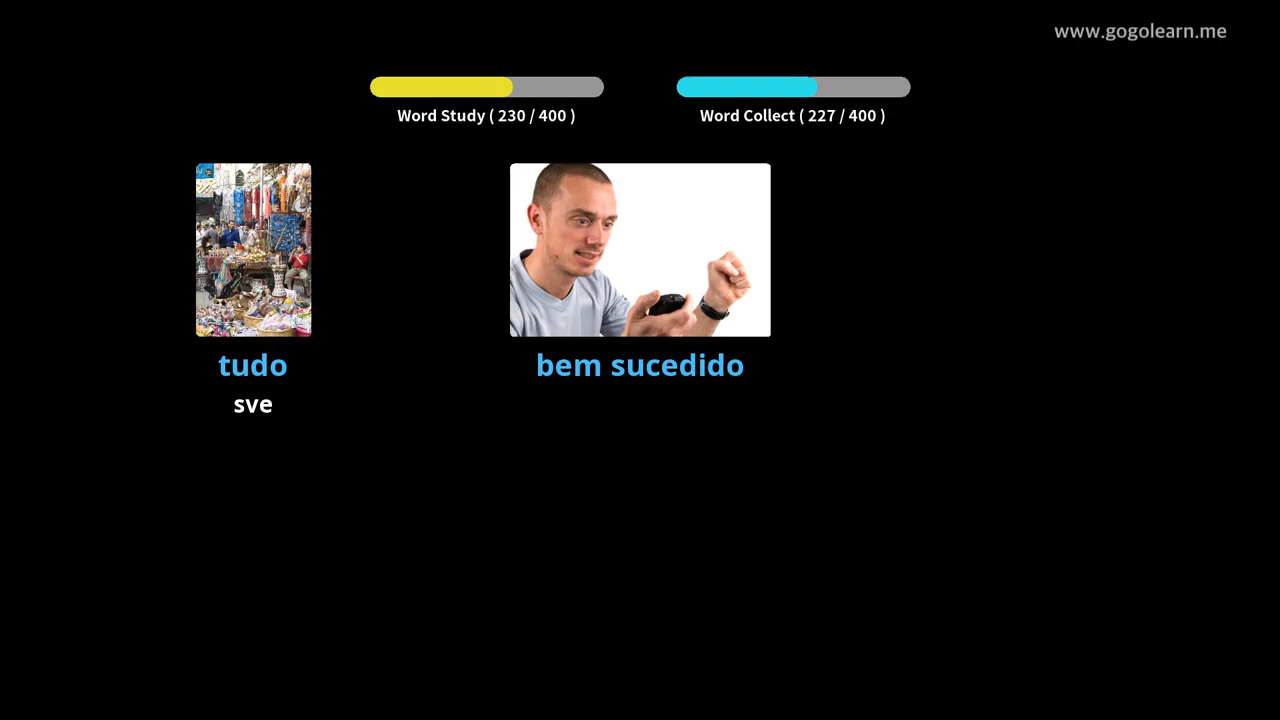 www.gogolearn.me
Word Study ( 230 / 400 )
Word Collect ( 227 / 400 )
tudo
sve
bem sucedido